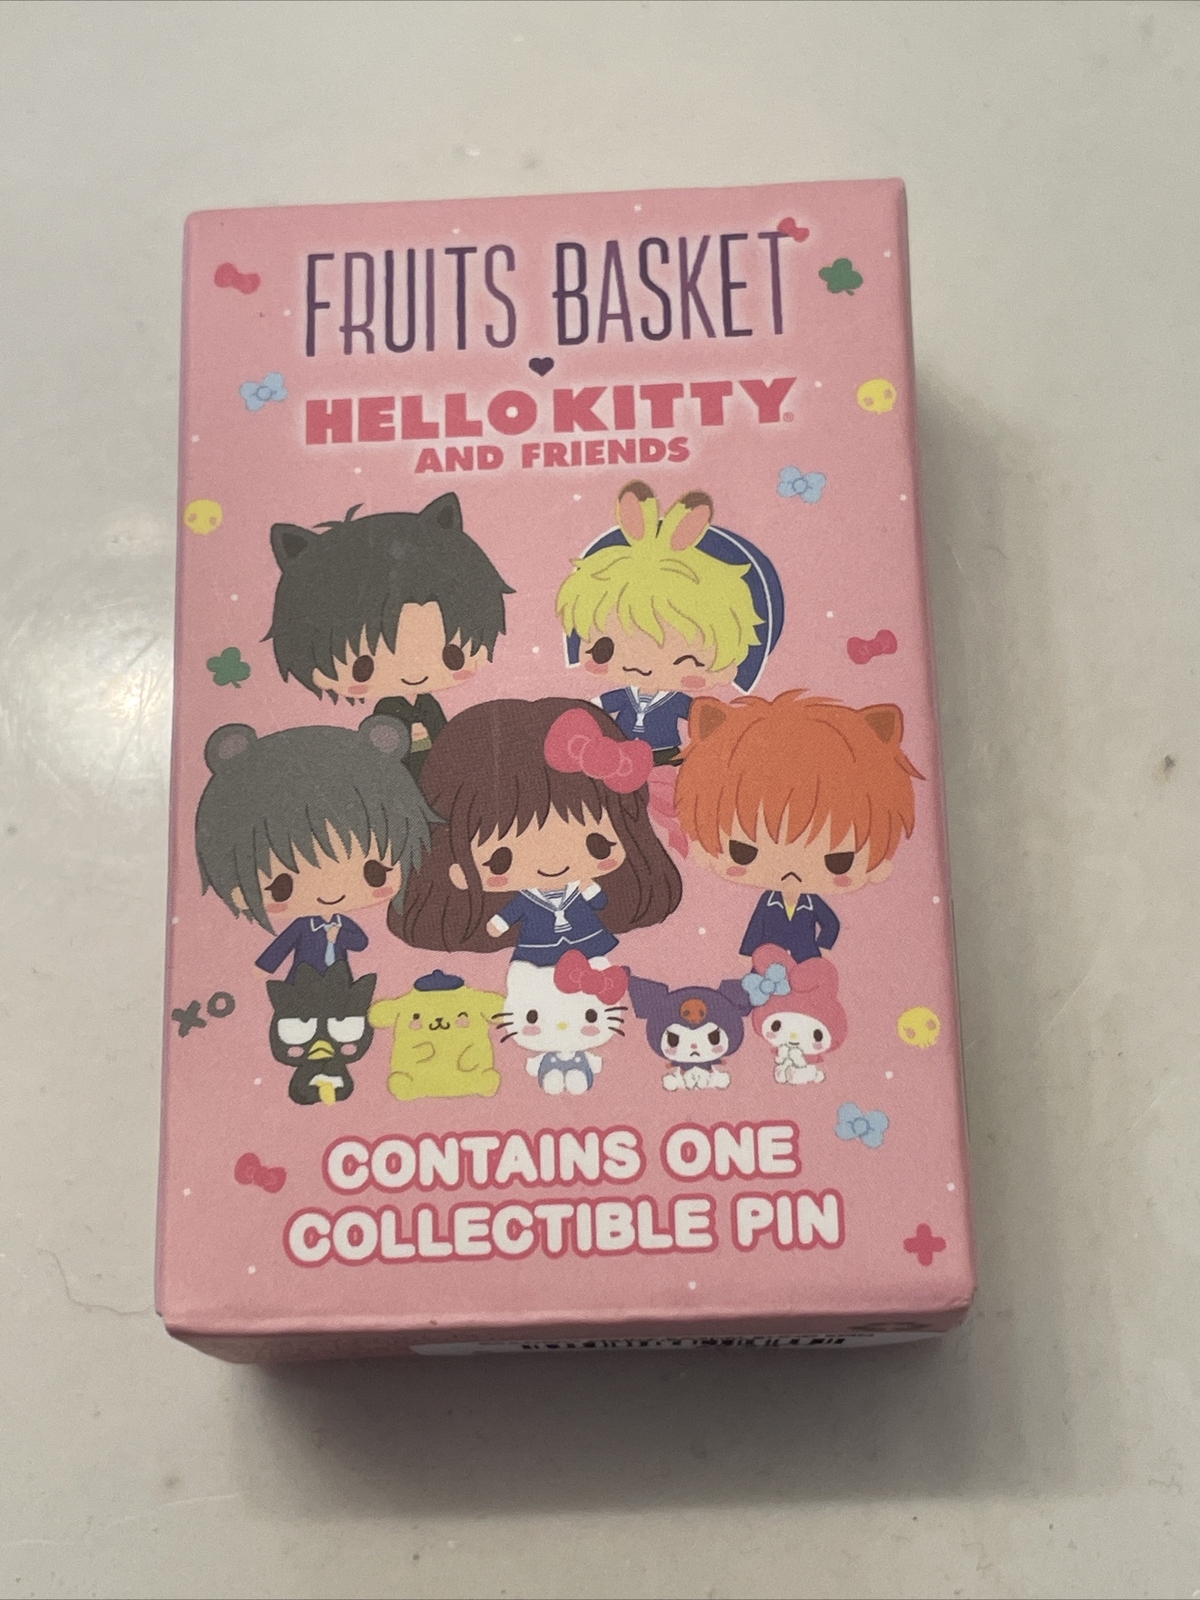 FRUITS BASKET
HELLO KITTY®
AND FRIENDS
XO
CONTAINS ONE
COLLECTIBLE PIN